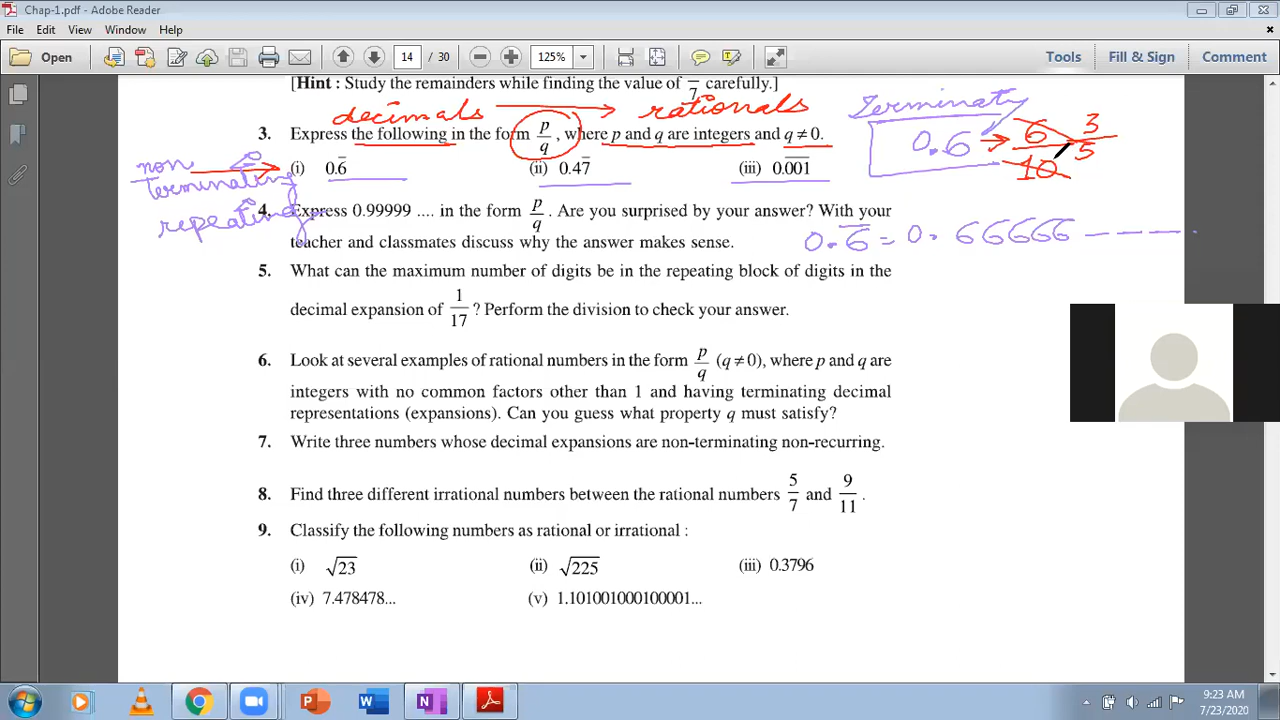 Chap-1.pdf - Adobe Reader
File Edit View Window Help
Open 14 / 30 125% Tools Fill & Sign Comment
[Hint : Study the remainders while finding the value of 7 carefully.]
decimals → rationals Terminaty
3. Express the following in the form p/q, where p and q are integers and q ≠ 0. 0.6 → 6/10 3/5
non terminating repeating
(i) 0.6̅ (ii) 0.47̅ (iii) 0.0̅0̅1̅
4. Express 0.99999 .... in the form p/q. Are you surprised by your answer? With your
teacher and classmates discuss why the answer makes sense.
0.6̅ = 0.66666 - - - - .
5. What can the maximum number of digits be in the repeating block of digits in the
decimal expansion of 1/17? Perform the division to check your answer.
6. Look at several examples of rational numbers in the form p/q (q ≠ 0), where p and q are
integers with no common factors other than 1 and having terminating decimal
representations (expansions). Can you guess what property q must satisfy?
7. Write three numbers whose decimal expansions are non-terminating non-recurring.
8. Find three different irrational numbers between the rational numbers 5/7 and 9/11.
9. Classify the following numbers as rational or irrational :
(i) √23 (ii) √225 (iii) 0.3796
(iv) 7.478478... (v) 1.101001000100001...
9:23 AM
7/23/2020